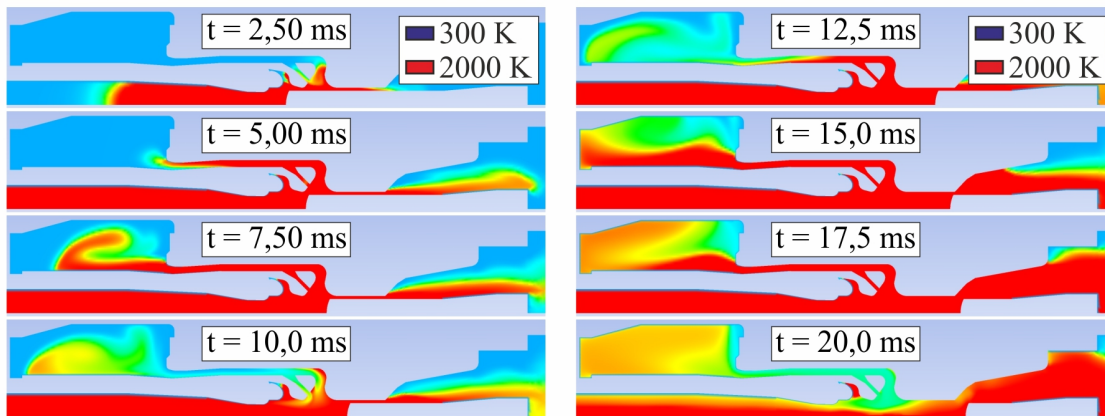 t = 2,50 ms
300 K
2000 K
t = 5,00 ms
t = 7,50 ms
t = 10,0 ms
t = 12,5 ms
300 K
2000 K
t = 15,0 ms
t = 17,5 ms
t = 20,0 ms